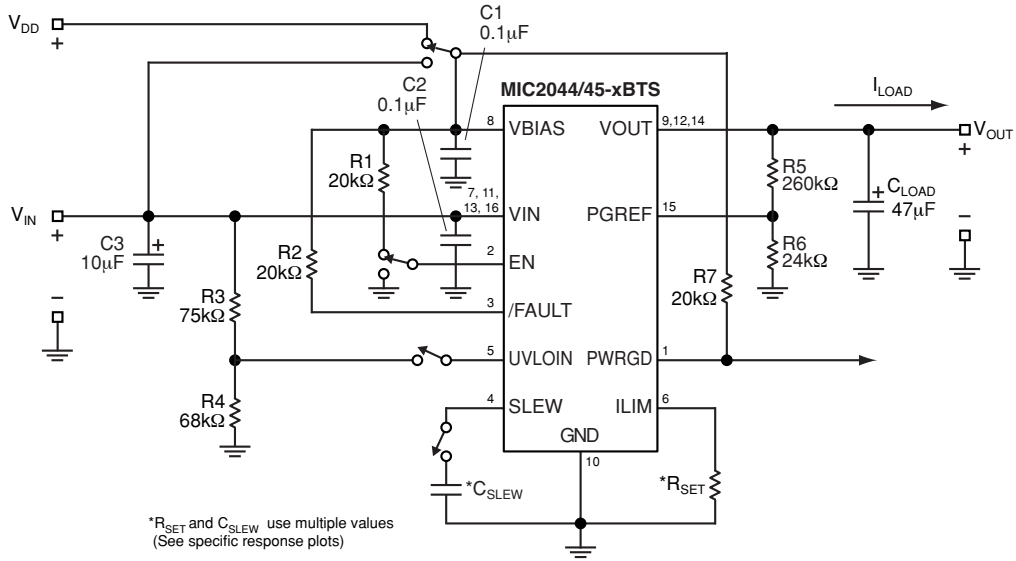 V_DD
+
C1
0.1µF
C2
0.1µF
MIC2044/45-xBTS
I_LOAD
8 VBIAS
VOUT 9,12,14
V_OUT
+
R1
20kΩ
R5
260kΩ
+ C_LOAD
47µF
7, 11,
13, 16 VIN
PGREF 15
V_IN
+
–
C3 +
10µF
R2
20kΩ
2 EN
R6
24kΩ
R7
20kΩ
R3
75kΩ
3 /FAULT
–
5 UVLOIN
PWRGD 1
R4
68kΩ
4 SLEW
ILIM 6
GND
10
*C_SLEW
*R_SET
*R_SET and C_SLEW use multiple values
(See specific response plots)